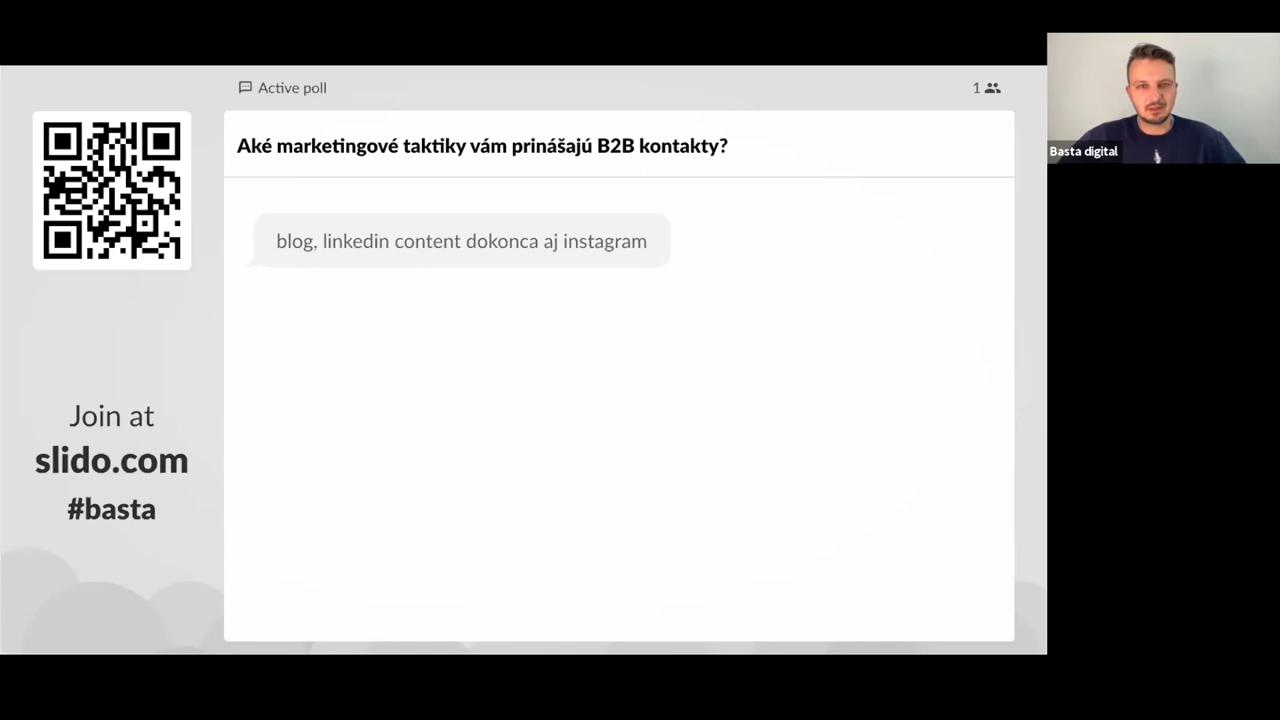 Active poll
1
Aké marketingové taktiky vám prinášajú B2B kontakty?
blog, linkedin content dokonca aj instagram
Join at
slido.com
#basta
Basta digital